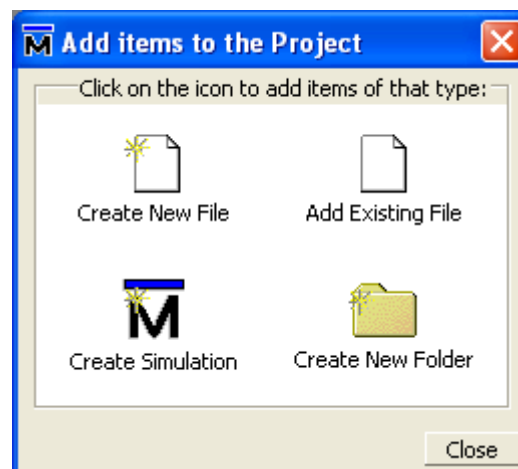 M Add items to the Project
Click on the icon to add items of that type:
Create New File
Add Existing File
M
Create Simulation
Create New Folder
Close